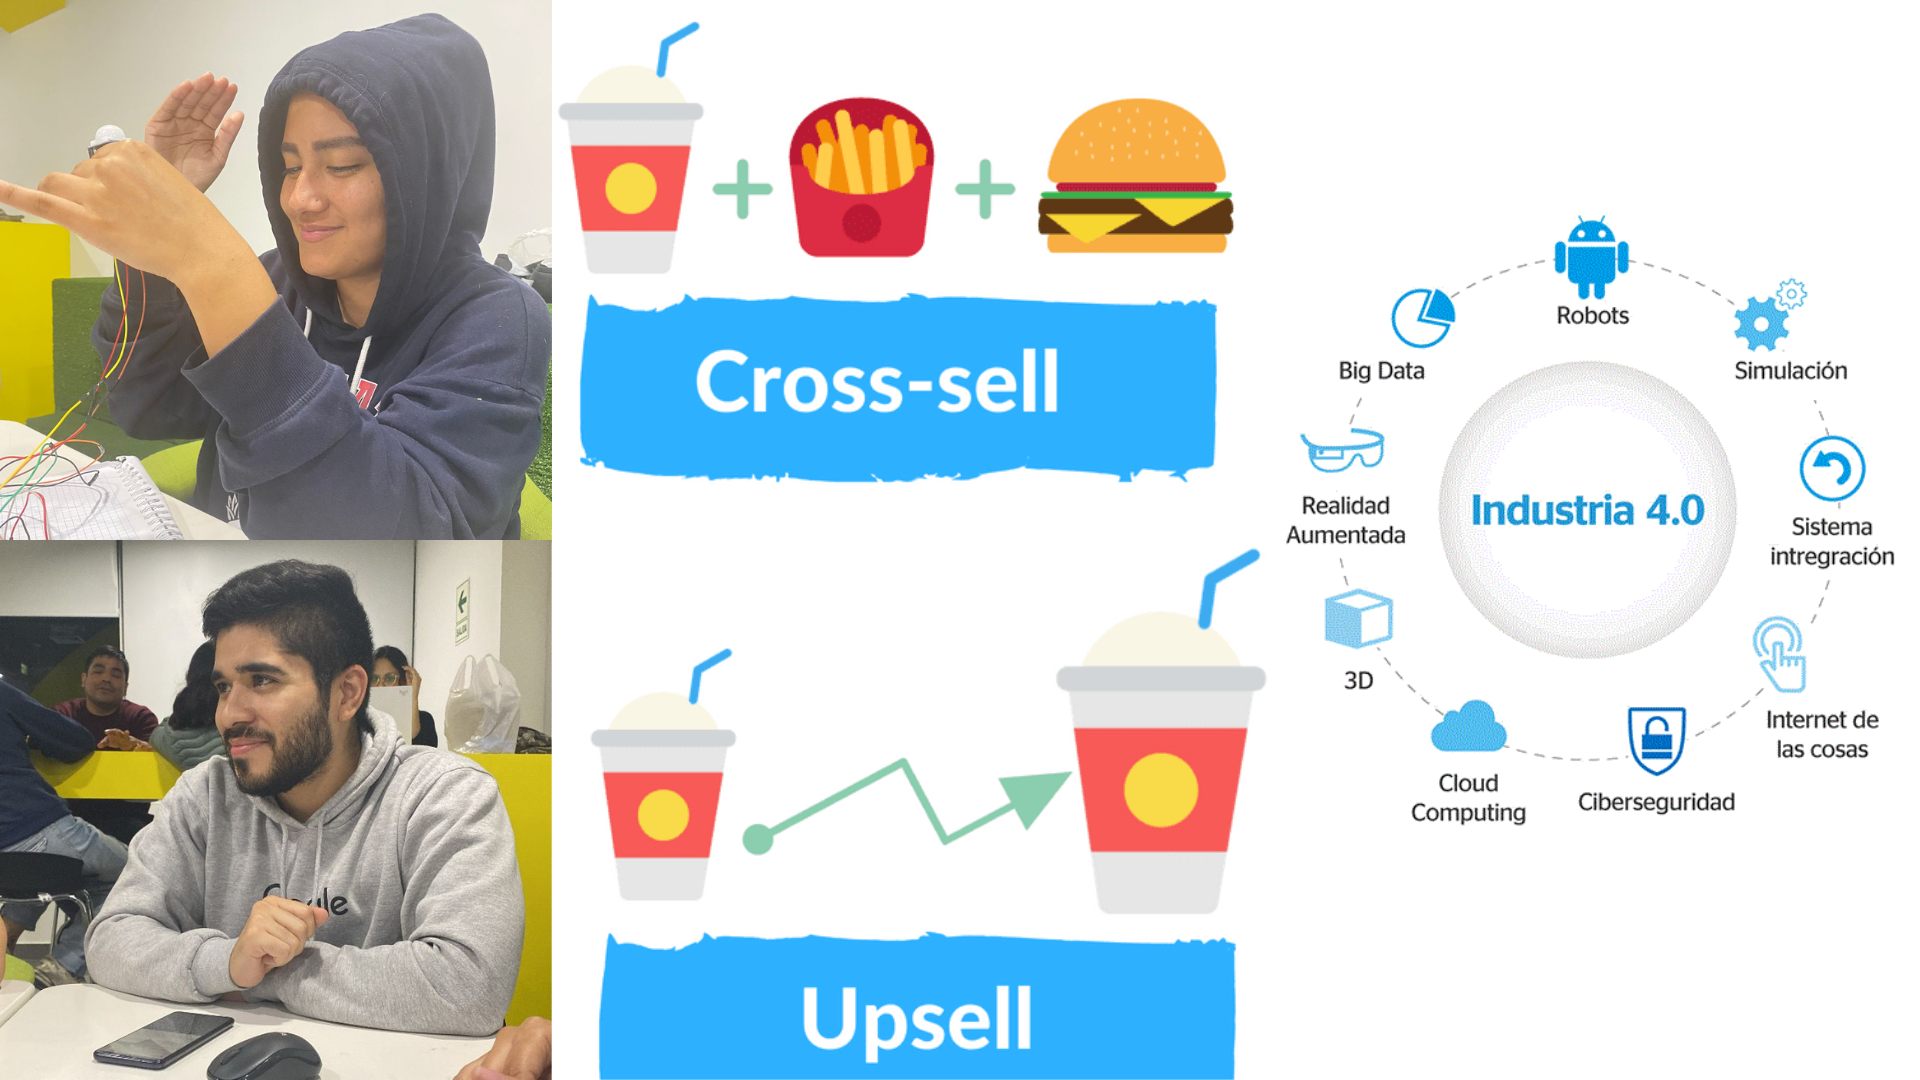 Cross-sell
Upsell
Robots
Big Data
Simulación
Realidad
Aumentada
Industria 4.0
Sistema
intregración
3D
Internet de
las cosas
Cloud
Computing
Ciberseguridad
SALIDA